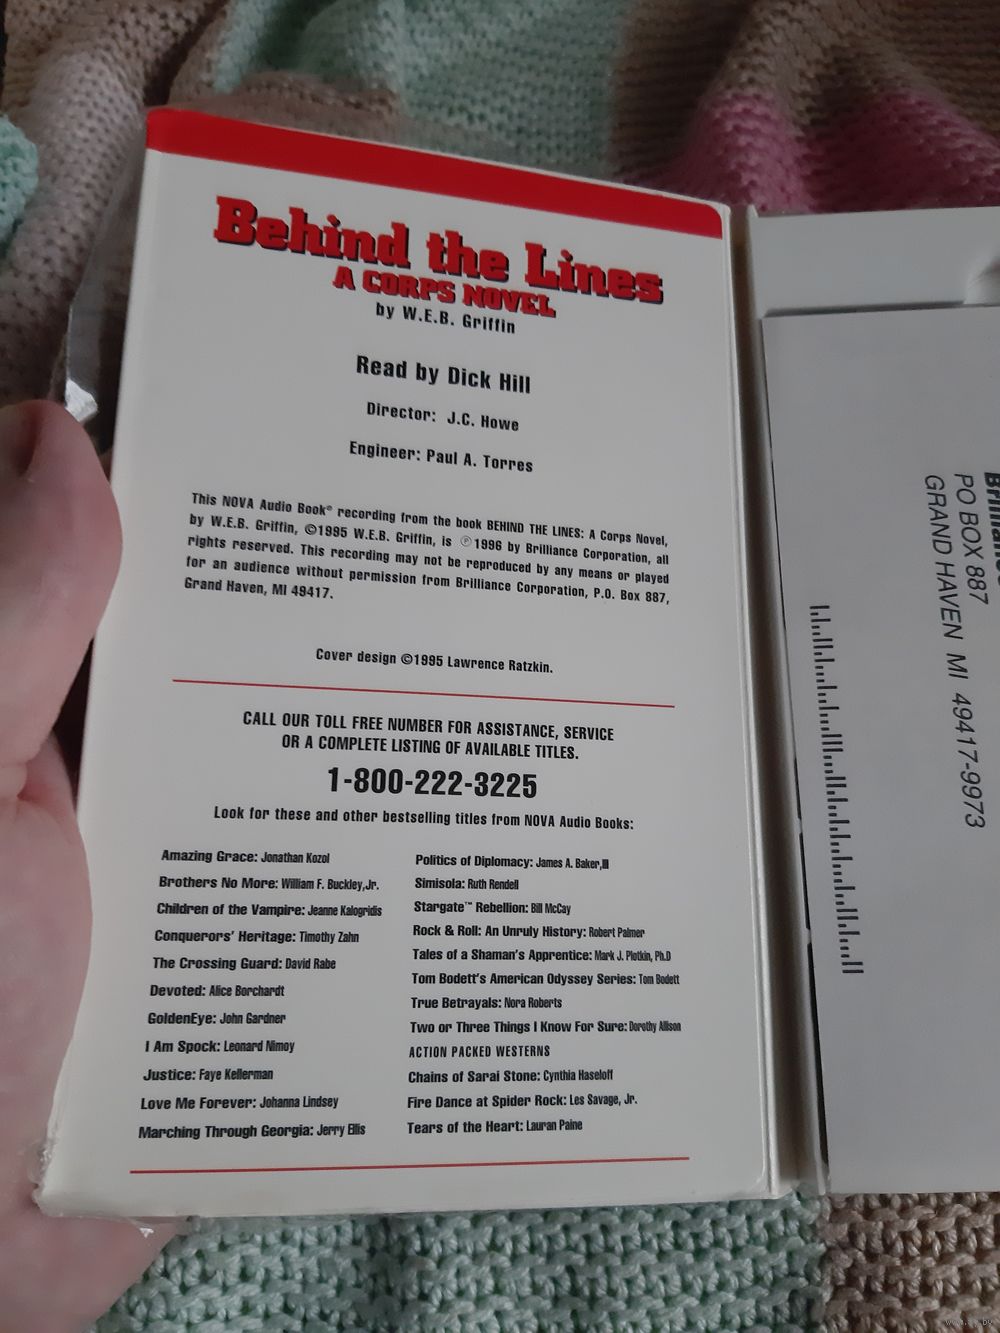 Behind the Lines
A CORPS NOVEL
by W.E.B. Griffin
Read by Dick Hill
Director: J.C. Howe
Engineer: Paul A. Torres
This NOVA Audio Book® recording from the book BEHIND THE LINES: A Corps Novel,
by W.E.B. Griffin, ©1995 W.E.B. Griffin, is ℗1996 by Brilliance Corporation, all
rights reserved. This recording may not be reproduced by any means or played
for an audience without permission from Brilliance Corporation, P.O. Box 887,
Grand Haven, MI 49417.
Cover design ©1995 Lawrence Ratzkin.
CALL OUR TOLL FREE NUMBER FOR ASSISTANCE, SERVICE
OR A COMPLETE LISTING OF AVAILABLE TITLES.
1-800-222-3225
Look for these and other bestselling titles from NOVA Audio Books:
Amazing Grace: Jonathan Kozol
Brothers No More: William F. Buckley,Jr.
Children of the Vampire: Jeanne Kalogridis
Conquerors' Heritage: Timothy Zahn
The Crossing Guard: David Rabe
Devoted: Alice Borchardt
GoldenEye: John Gardner
I Am Spock: Leonard Nimoy
Justice: Faye Kellerman
Love Me Forever: Johanna Lindsey
Marching Through Georgia: Jerry Ellis
Politics of Diplomacy: James A. Baker,III
Simisola: Ruth Rendell
Stargate™ Rebellion: Bill McCay
Rock & Roll: An Unruly History: Robert Palmer
Tales of a Shaman's Apprentice: Mark J. Plotkin, Ph.D
Tom Bodett's American Odyssey Series: Tom Bodett
True Betrayals: Nora Roberts
Two or Three Things I Know For Sure: Dorothy Allison
ACTION PACKED WESTERNS
Chains of Sarai Stone: Cynthia Haseloff
Fire Dance at Spider Rock: Les Savage, Jr.
Tears of the Heart: Lauran Paine
PO BOX 887
GRAND HAVEN MI 49417-9973